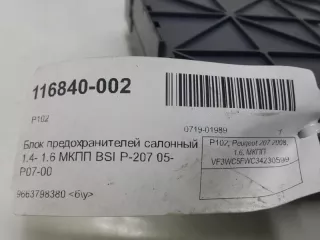 116840-002
P102
0719-01989
Блок предохранителей салонный
1.4- 1.6 МКПП BSI P-207 05-
P07-00
9663798380 <б\у>
P102, Peugeot 207 2008,
1.6, МКПП
VF3WC5FWC34230599